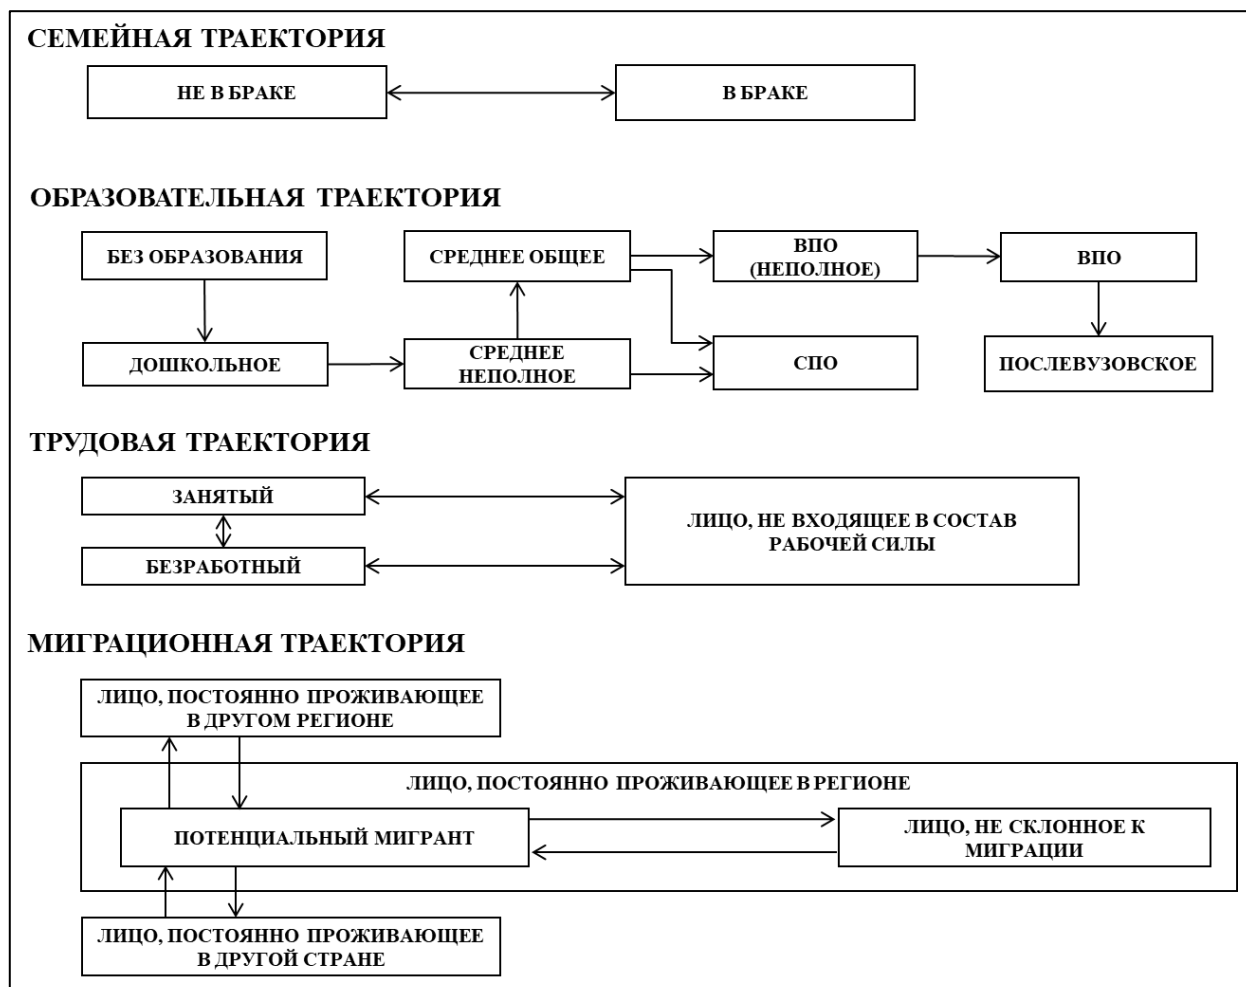 СЕМЕЙНАЯ ТРАЕКТОРИЯ
НЕ В БРАКЕ
В БРАКЕ
ОБРАЗОВАТЕЛЬНАЯ ТРАЕКТОРИЯ
БЕЗ ОБРАЗОВАНИЯ
СРЕДНЕЕ ОБЩЕЕ
ВПО
(НЕПОЛНОЕ)
ВПО
ДОШКОЛЬНОЕ
СРЕДНЕЕ
НЕПОЛНОЕ
СПО
ПОСЛЕВУЗОВСКОЕ
ТРУДОВАЯ ТРАЕКТОРИЯ
ЗАНЯТЫЙ
БЕЗРАБОТНЫЙ
ЛИЦО, НЕ ВХОДЯЩЕЕ В СОСТАВ
РАБОЧЕЙ СИЛЫ
МИГРАЦИОННАЯ ТРАЕКТОРИЯ
ЛИЦО, ПОСТОЯННО ПРОЖИВАЮЩЕЕ
В ДРУГОМ РЕГИОНЕ
ЛИЦО, ПОСТОЯННО ПРОЖИВАЮЩЕЕ В РЕГИОНЕ
ПОТЕНЦИАЛЬНЫЙ МИГРАНТ
ЛИЦО, НЕ СКЛОННОЕ К
МИГРАЦИИ
ЛИЦО, ПОСТОЯННО ПРОЖИВАЮЩЕЕ
В ДРУГОЙ СТРАНЕ